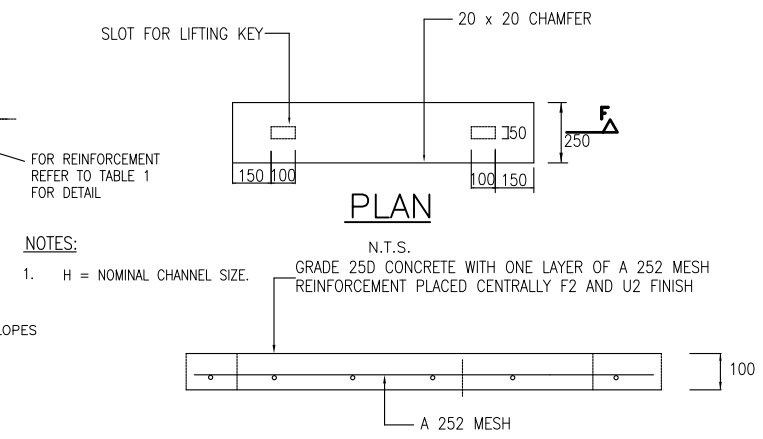 SLOT FOR LIFTING KEY
20 x 20 CHAMFER
F
50
250
FOR REINFORCEMENT
REFER TO TABLE 1
FOR DETAIL
150 100
100 150
PLAN
N.T.S.
NOTES:
1. H = NOMINAL CHANNEL SIZE.
GRADE 25D CONCRETE WITH ONE LAYER OF A 252 MESH
REINFORCEMENT PLACED CENTRALLY F2 AND U2 FINISH
LOPES
100
A 252 MESH